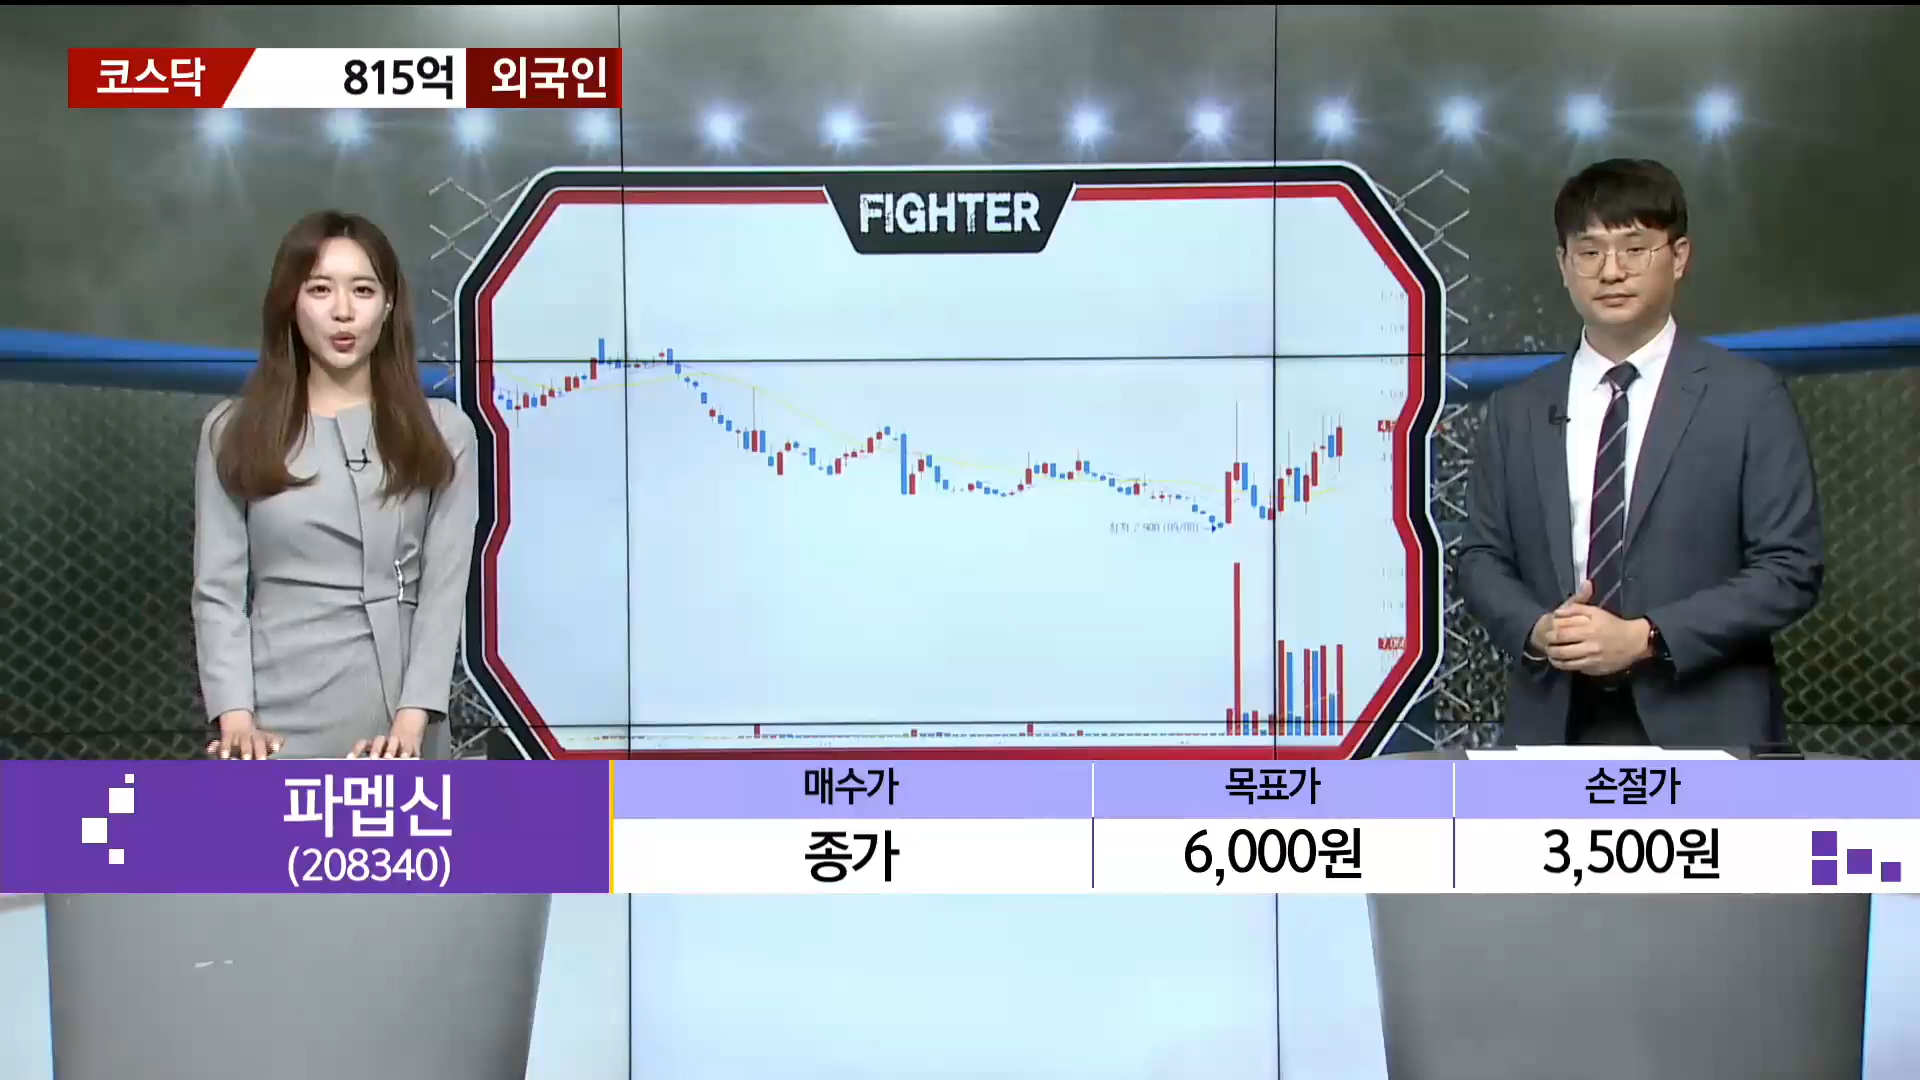 코스닥 815억 외국인
FIGHTER
파멥신
(208340)
매수가 목표가 손절가
종가 6,000원 3,500원